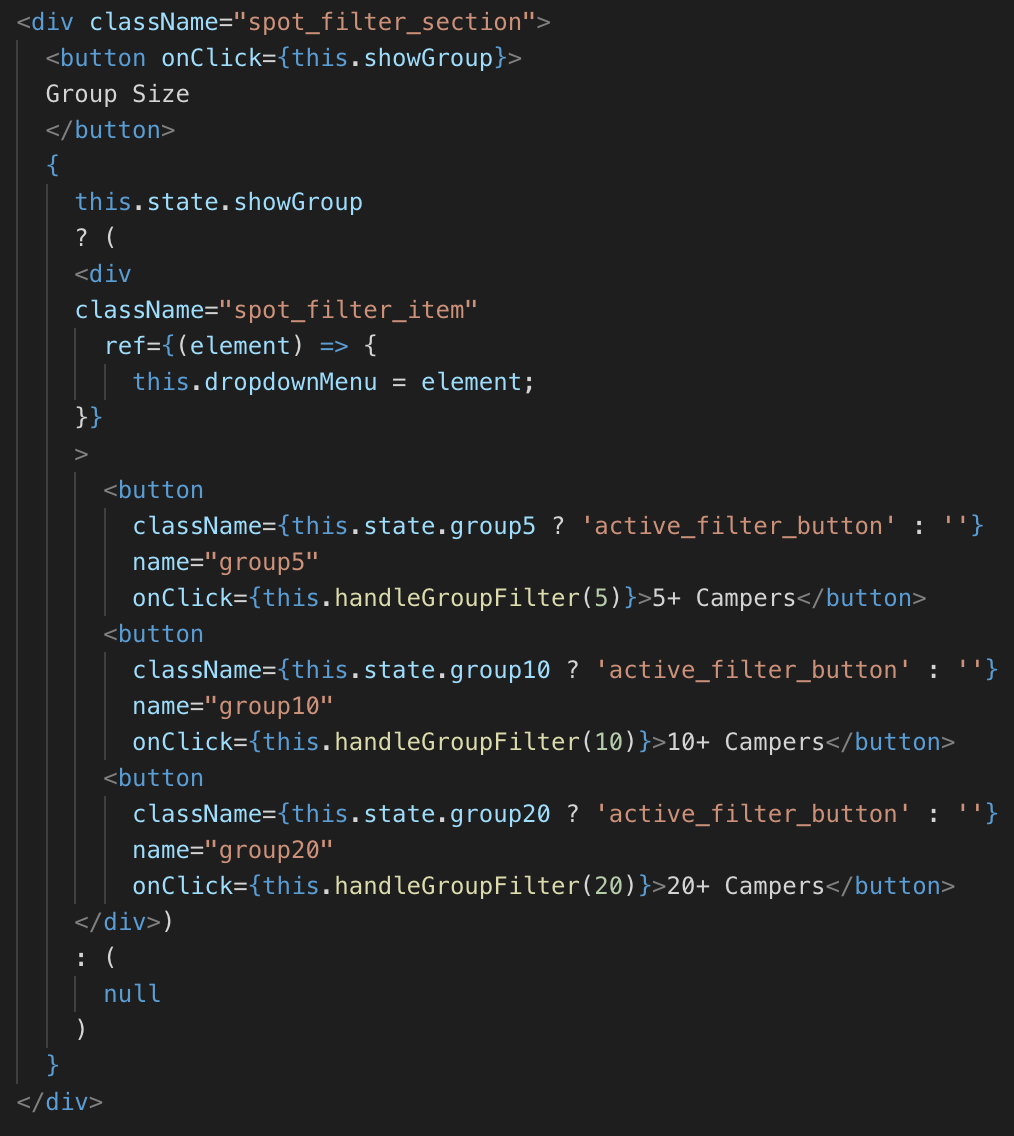 <div className="spot_filter_section">
  <button onClick={this.showGroup}>
  Group Size
  </button>
  {
    this.state.showGroup
    ? (
    <div
    className="spot_filter_item"
      ref={(element) => {
        this.dropdownMenu = element;
    }}
    >
      <button
        className={this.state.group5 ? 'active_filter_button' : ''}
        name="group5"
        onClick={this.handleGroupFilter(5)}>5+ Campers</button>
      <button
        className={this.state.group10 ? 'active_filter_button' : ''}
        name="group10"
        onClick={this.handleGroupFilter(10)}>10+ Campers</button>
      <button
        className={this.state.group20 ? 'active_filter_button' : ''}
        name="group20"
        onClick={this.handleGroupFilter(20)}>20+ Campers</button>
    </div>)
    : (
      null
    )
  }
</div>